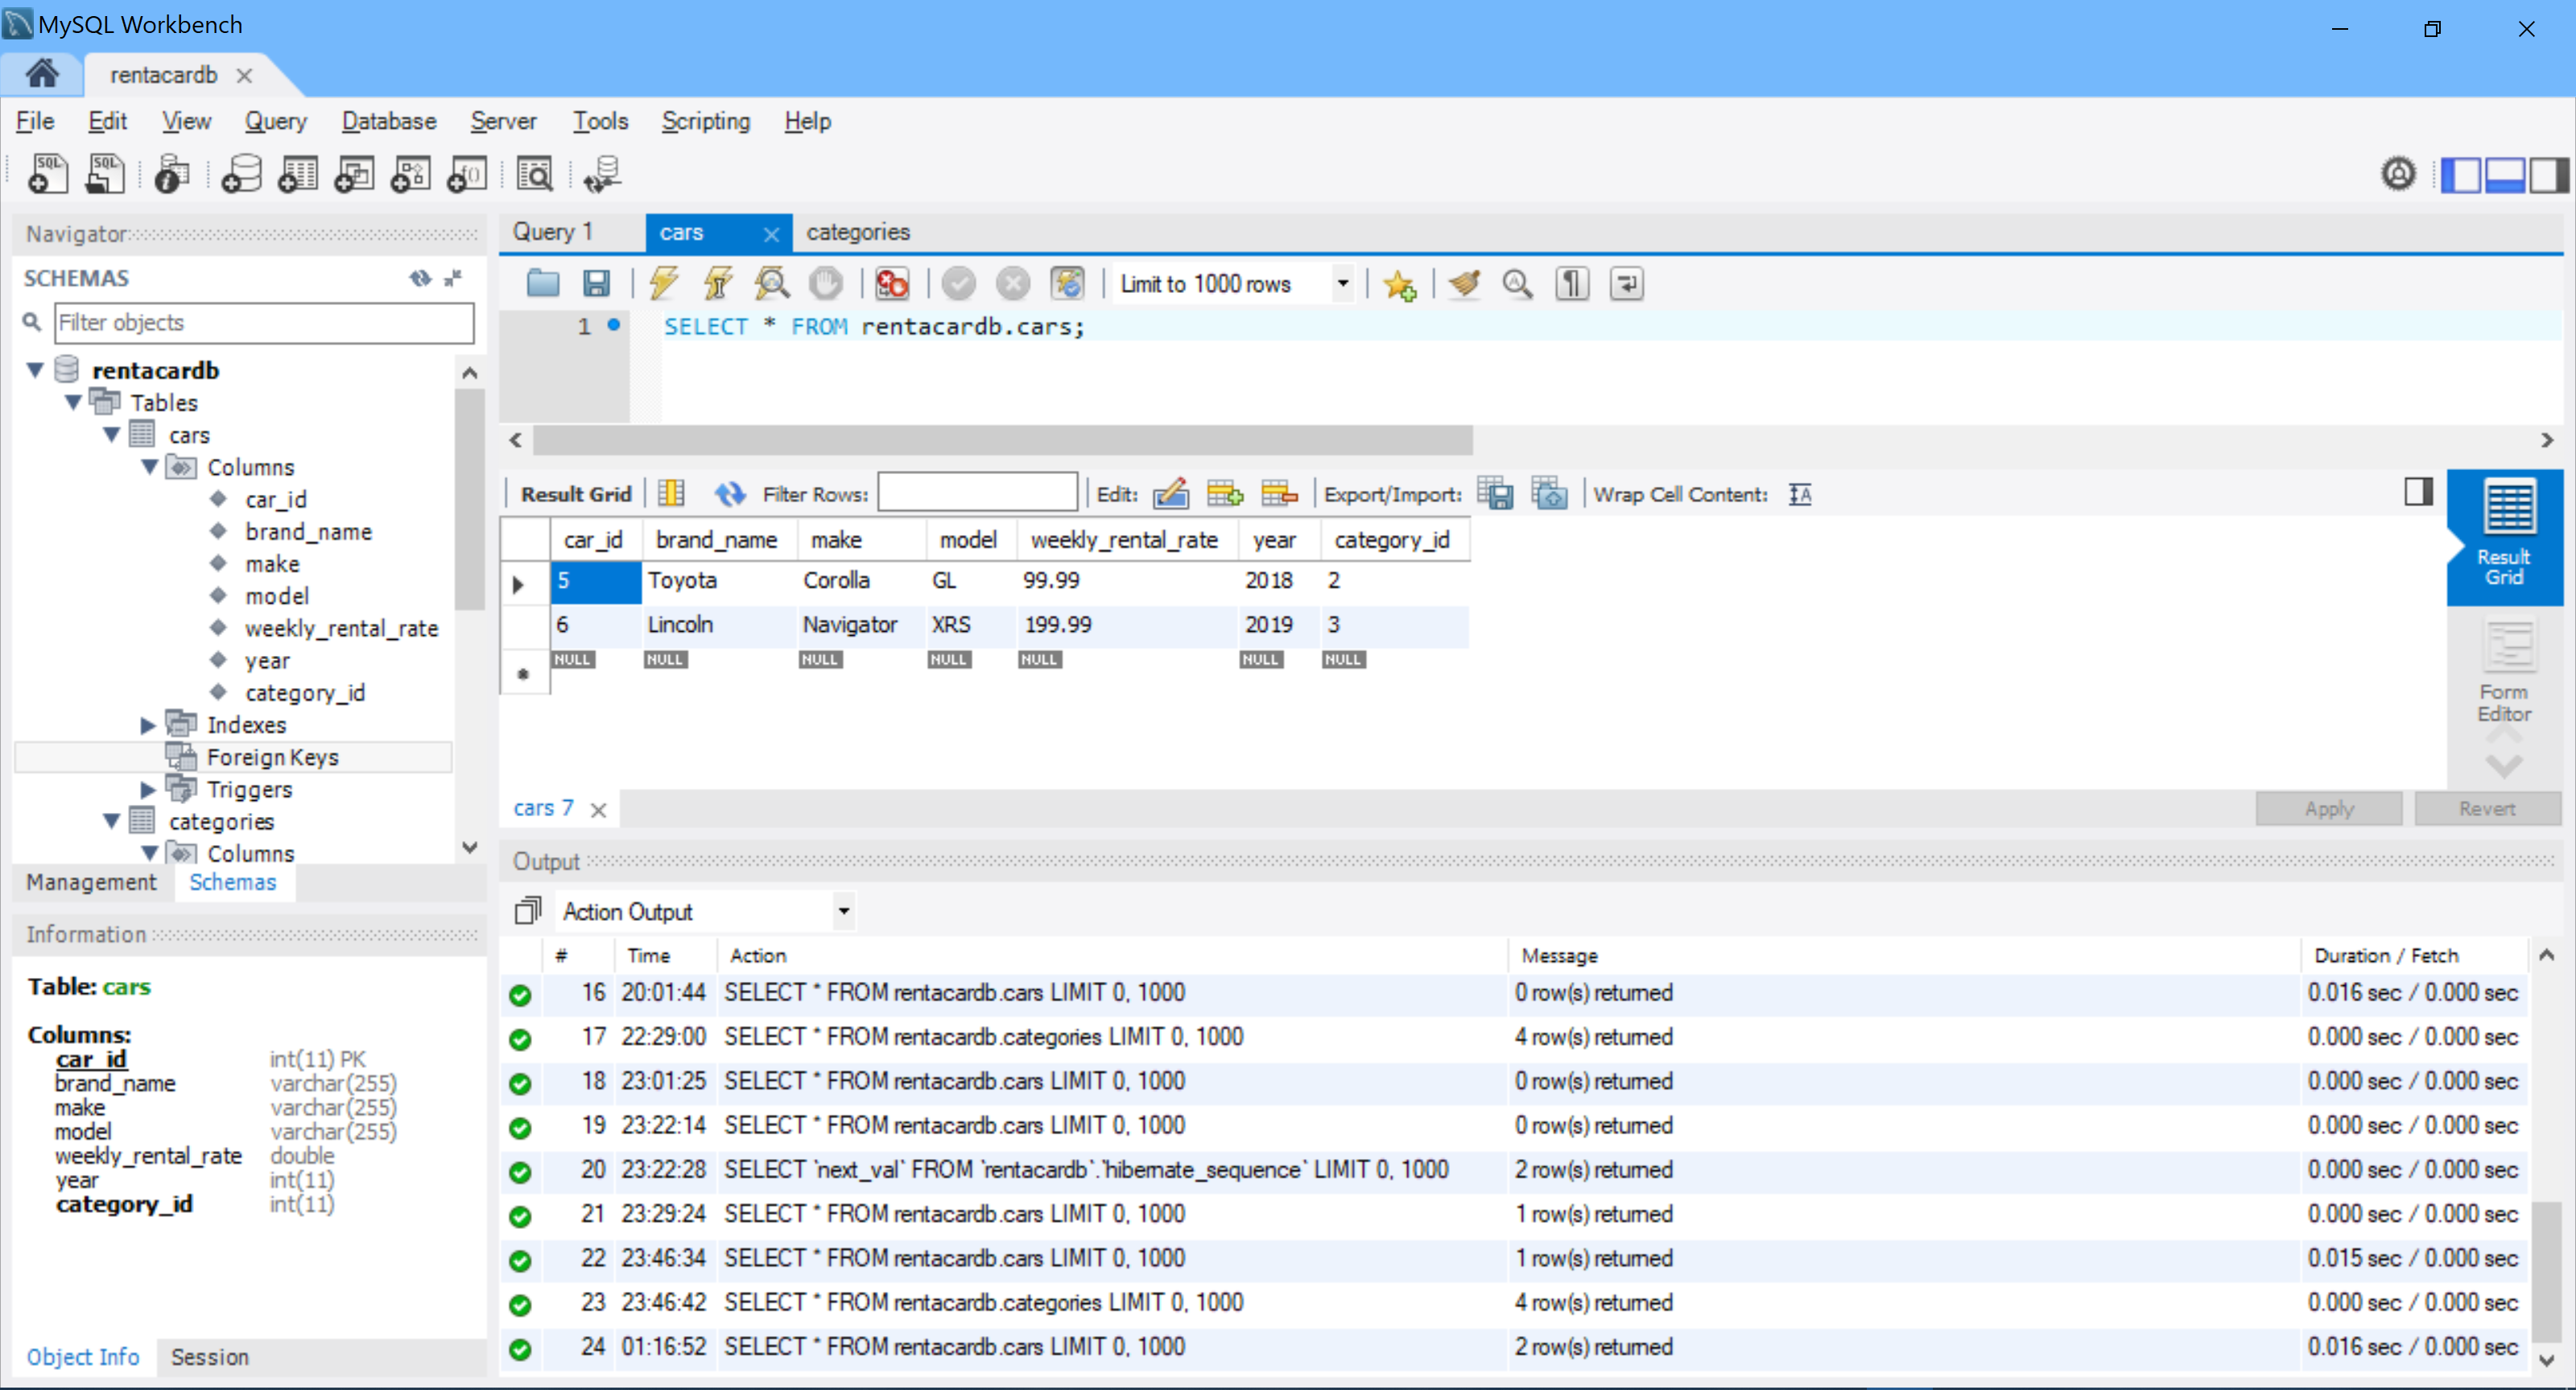 MySQL Workbench
rentacardb
File Edit View Query Database Server Tools Scripting Help
Navigator
SCHEMAS
Filter objects
rentacardb
Tables
cars
Columns
car_id
brand_name
make
model
weekly_rental_rate
year
category_id
Indexes
Foreign Keys
Triggers
categories
Columns
Management Schemas
Information
Table: cars
Columns:
car_id int(11) PK
brand_name varchar(255)
make varchar(255)
model varchar(255)
weekly_rental_rate double
year int(11)
category_id int(11)
Object Info Session
Query 1 cars categories
Limit to 1000 rows
1 SELECT * FROM rentacardb.cars;
Result Grid Filter Rows: Edit: Export/Import: Wrap Cell Content:
car_id brand_name make model weekly_rental_rate year category_id
5 Toyota Corolla GL 99.99 2018 2
6 Lincoln Navigator XRS 199.99 2019 3
NULL NULL NULL NULL NULL NULL NULL
Result
Grid
Form
Editor
cars 7
Apply Revert
Output
Action Output
# Time Action Message Duration / Fetch
16 20:01:44 SELECT * FROM rentacardb.cars LIMIT 0, 1000 0 row(s) returned 0.016 sec / 0.000 sec
17 22:29:00 SELECT * FROM rentacardb.categories LIMIT 0, 1000 4 row(s) returned 0.000 sec / 0.000 sec
18 23:01:25 SELECT * FROM rentacardb.cars LIMIT 0, 1000 0 row(s) returned 0.000 sec / 0.000 sec
19 23:22:14 SELECT * FROM rentacardb.cars LIMIT 0, 1000 0 row(s) returned 0.000 sec / 0.000 sec
20 23:22:28 SELECT `next_val` FROM `rentacardb`.`hibernate_sequence` LIMIT 0, 1000 2 row(s) returned 0.000 sec / 0.000 sec
21 23:29:24 SELECT * FROM rentacardb.cars LIMIT 0, 1000 1 row(s) returned 0.000 sec / 0.000 sec
22 23:46:34 SELECT * FROM rentacardb.cars LIMIT 0, 1000 1 row(s) returned 0.015 sec / 0.000 sec
23 23:46:42 SELECT * FROM rentacardb.categories LIMIT 0, 1000 4 row(s) returned 0.000 sec / 0.000 sec
24 01:16:52 SELECT * FROM rentacardb.cars LIMIT 0, 1000 2 row(s) returned 0.016 sec / 0.000 sec